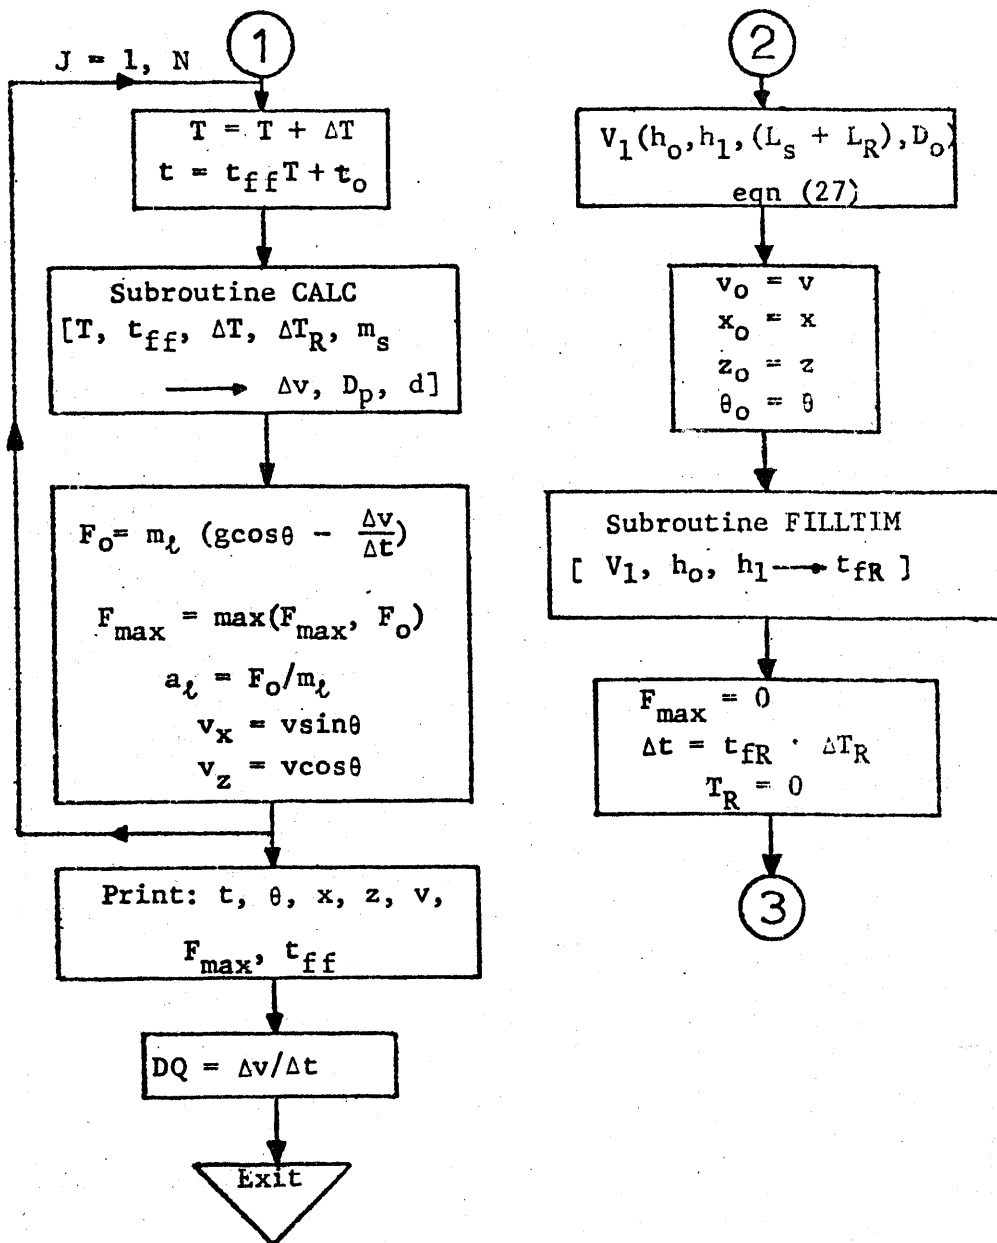 1
J = 1, N
T = T + ΔT
t = t_ff T + t_o
Subroutine CALC
[T, t_ff, ΔT, ΔT_R, m_s
⟶ Δv, D_p, d]
F_o = m_ℓ (gcosθ - Δv/Δt)
F_max = max(F_max, F_o)
a_ℓ = F_o/m_ℓ
v_x = vsinθ
v_z = vcosθ
Print: t, θ, x, z, v,
F_max, t_ff
DQ = Δv/Δt
Exit
2
V_1(h_o,h_1,(L_s + L_R),D_o)
eqn (27)
v_o = v
x_o = x
z_o = z
θ_o = θ
Subroutine FILLTIM
[ V_1, h_o, h_1 ⟶ t_fR ]
F_max = 0
Δt = t_fR · ΔT_R
T_R = 0
3